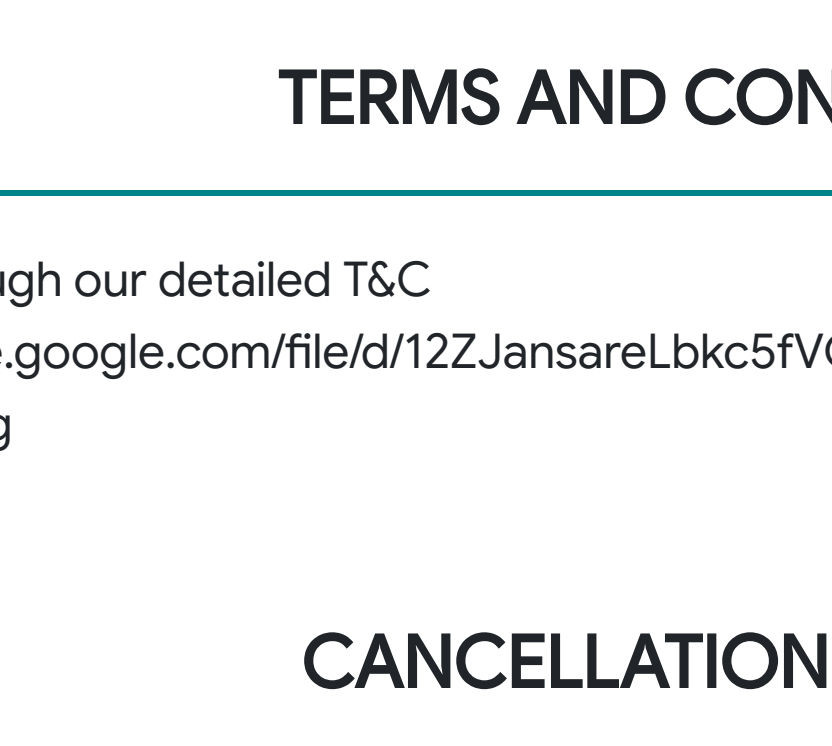 TERMS AND CON
ugh our detailed T&C
e.google.com/file/d/12ZJansareLbkc5fV
g
CANCELLATION